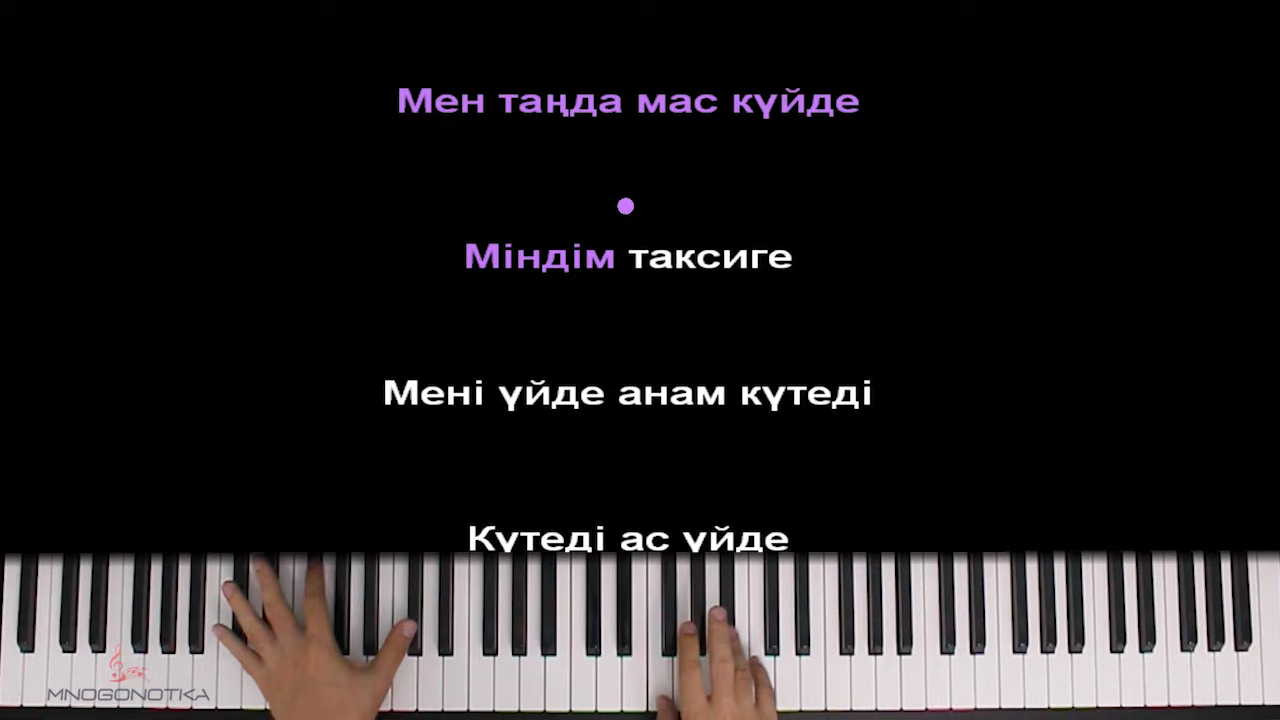 Мен таңда мас күйде
Міндім таксиге
Мені үйде анам күтеді
Күтеді ас үйде
MNOGONOTKA